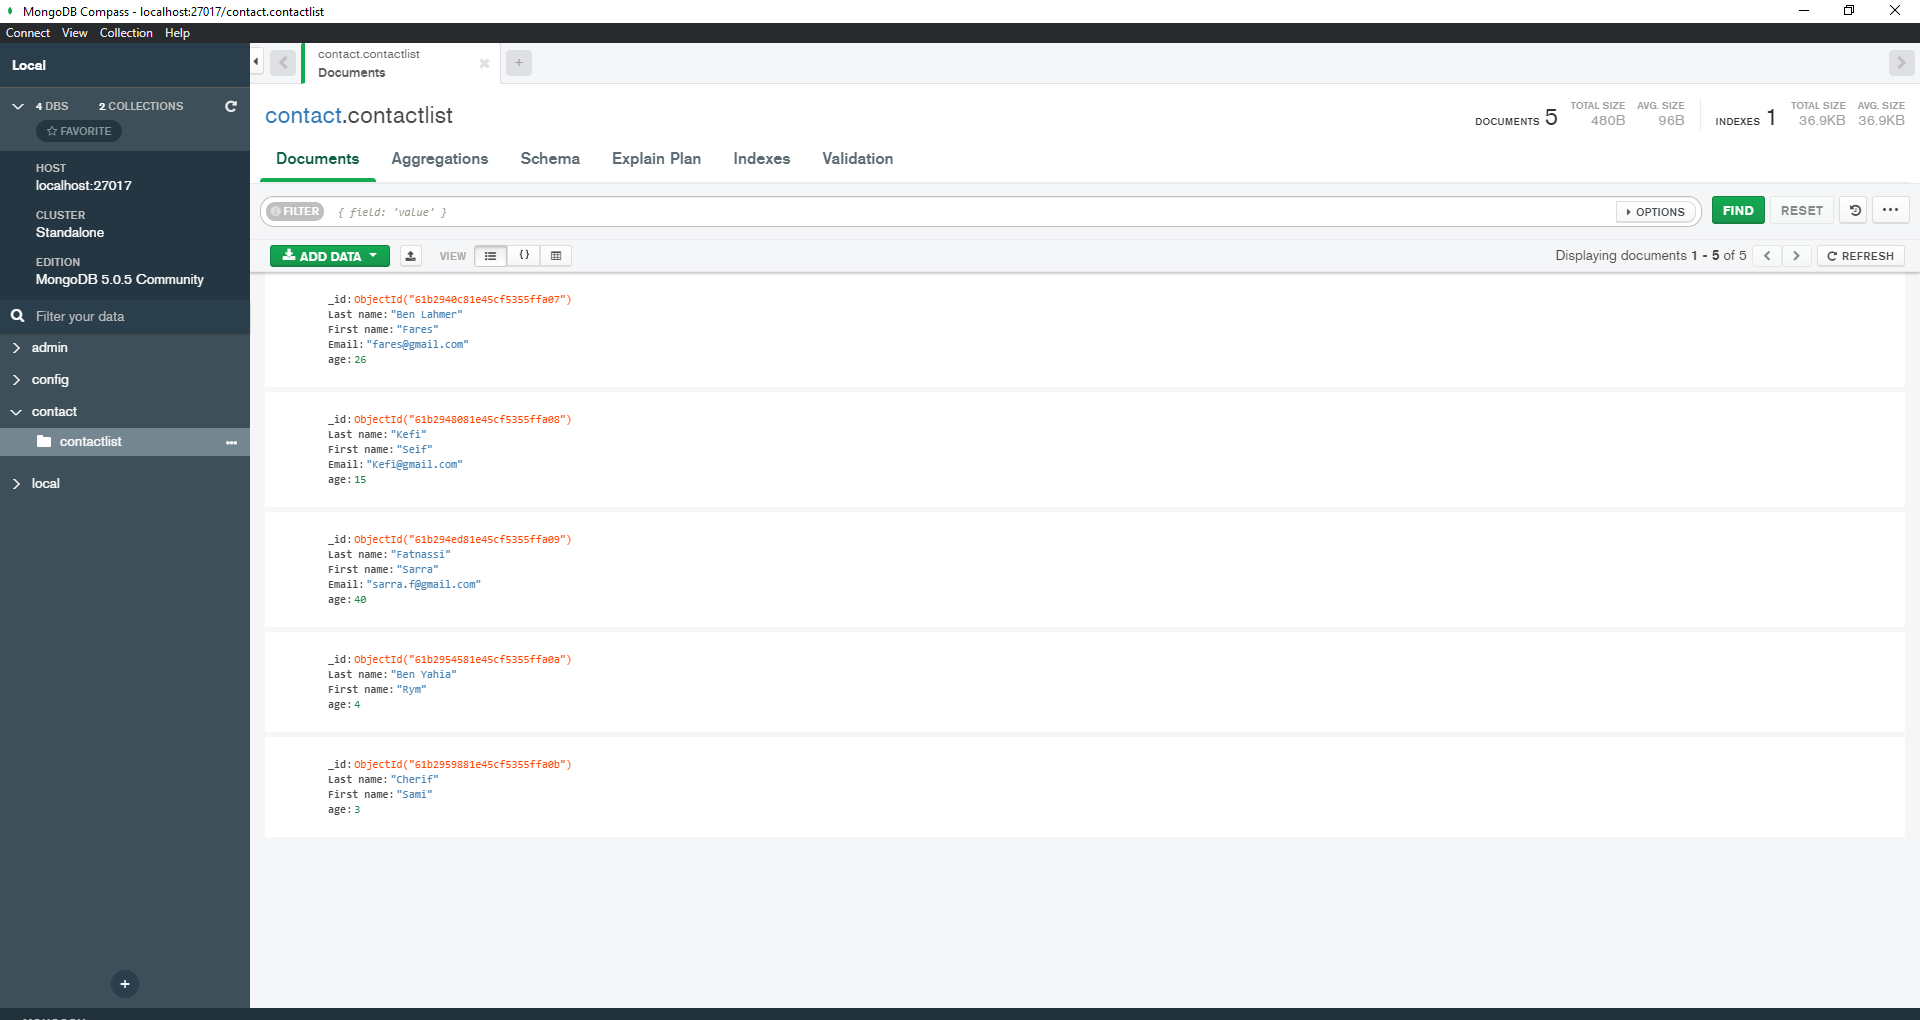 MongoDB Compass - localhost:27017/contact.contactlist
Connect View Collection Help
Local
4 DBS 2 COLLECTIONS
FAVORITE
HOST
localhost:27017
CLUSTER
Standalone
EDITION
MongoDB 5.0.5 Community
Filter your data
admin
config
contact
contactlist
local
contact.contactlist
Documents
contact.contactlist
DOCUMENTS 5 TOTAL SIZE 480B AVG. SIZE 96B INDEXES 1 TOTAL SIZE 36.9KB AVG. SIZE 36.9KB
Documents Aggregations Schema Explain Plan Indexes Validation
FILTER { field: 'value' } OPTIONS FIND RESET
ADD DATA VIEW {} Displaying documents 1 - 5 of 5 REFRESH
_id: ObjectId("61b2940c81e45cf5355ffa07")
Last name: "Ben Lahmer"
First name: "Fares"
Email: "fares@gmail.com"
age: 26
_id: ObjectId("61b2948081e45cf5355ffa08")
Last name: "Kefi"
First name: "Seif"
Email: "Kefi@gmail.com"
age: 15
_id: ObjectId("61b294ed81e45cf5355ffa09")
Last name: "Fatnassi"
First name: "Sarra"
Email: "sarra.f@gmail.com"
age: 40
_id: ObjectId("61b2954581e45cf5355ffa0a")
Last name: "Ben Yahia"
First name: "Rym"
age: 4
_id: ObjectId("61b2959881e45cf5355ffa0b")
Last name: "Cherif"
First name: "Sami"
age: 3